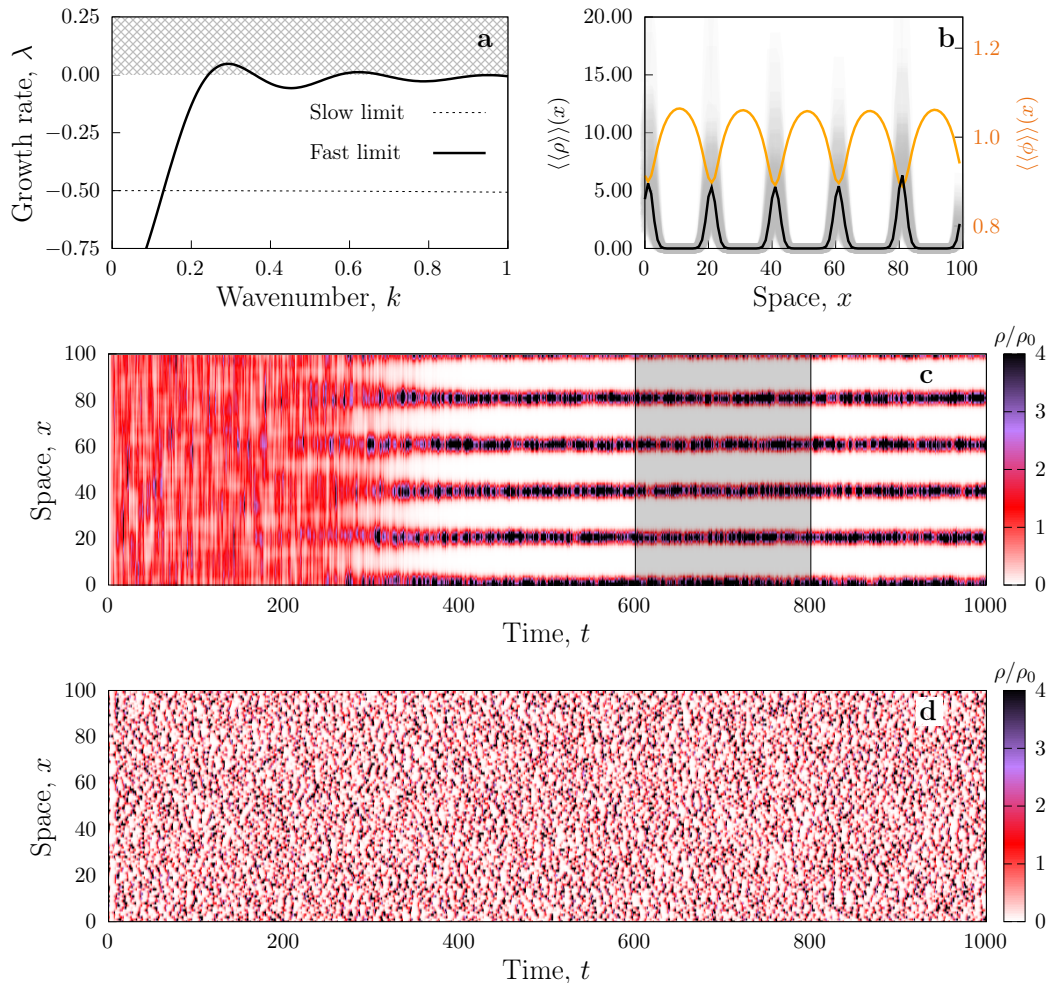 a
Growth rate, λ
0.25
0.00
−0.25
−0.50
−0.75
Slow limit
Fast limit
0 0.2 0.4 0.6 0.8 1
Wavenumber, k
b
⟨⟨ρ⟩⟩(x)
20.00
15.00
10.00
5.00
0.00
1.2
1.0
0.8
⟨⟨ϕ⟩⟩(x)
0 20 40 60 80 100
Space, x
c
Space, x
100
80
60
40
20
0
0 200 400 600 800 1000
Time, t
ρ/ρ₀
4
3
2
1
0
d
Space, x
100
80
60
40
20
0
0 200 400 600 800 1000
Time, t
ρ/ρ₀
4
3
2
1
0